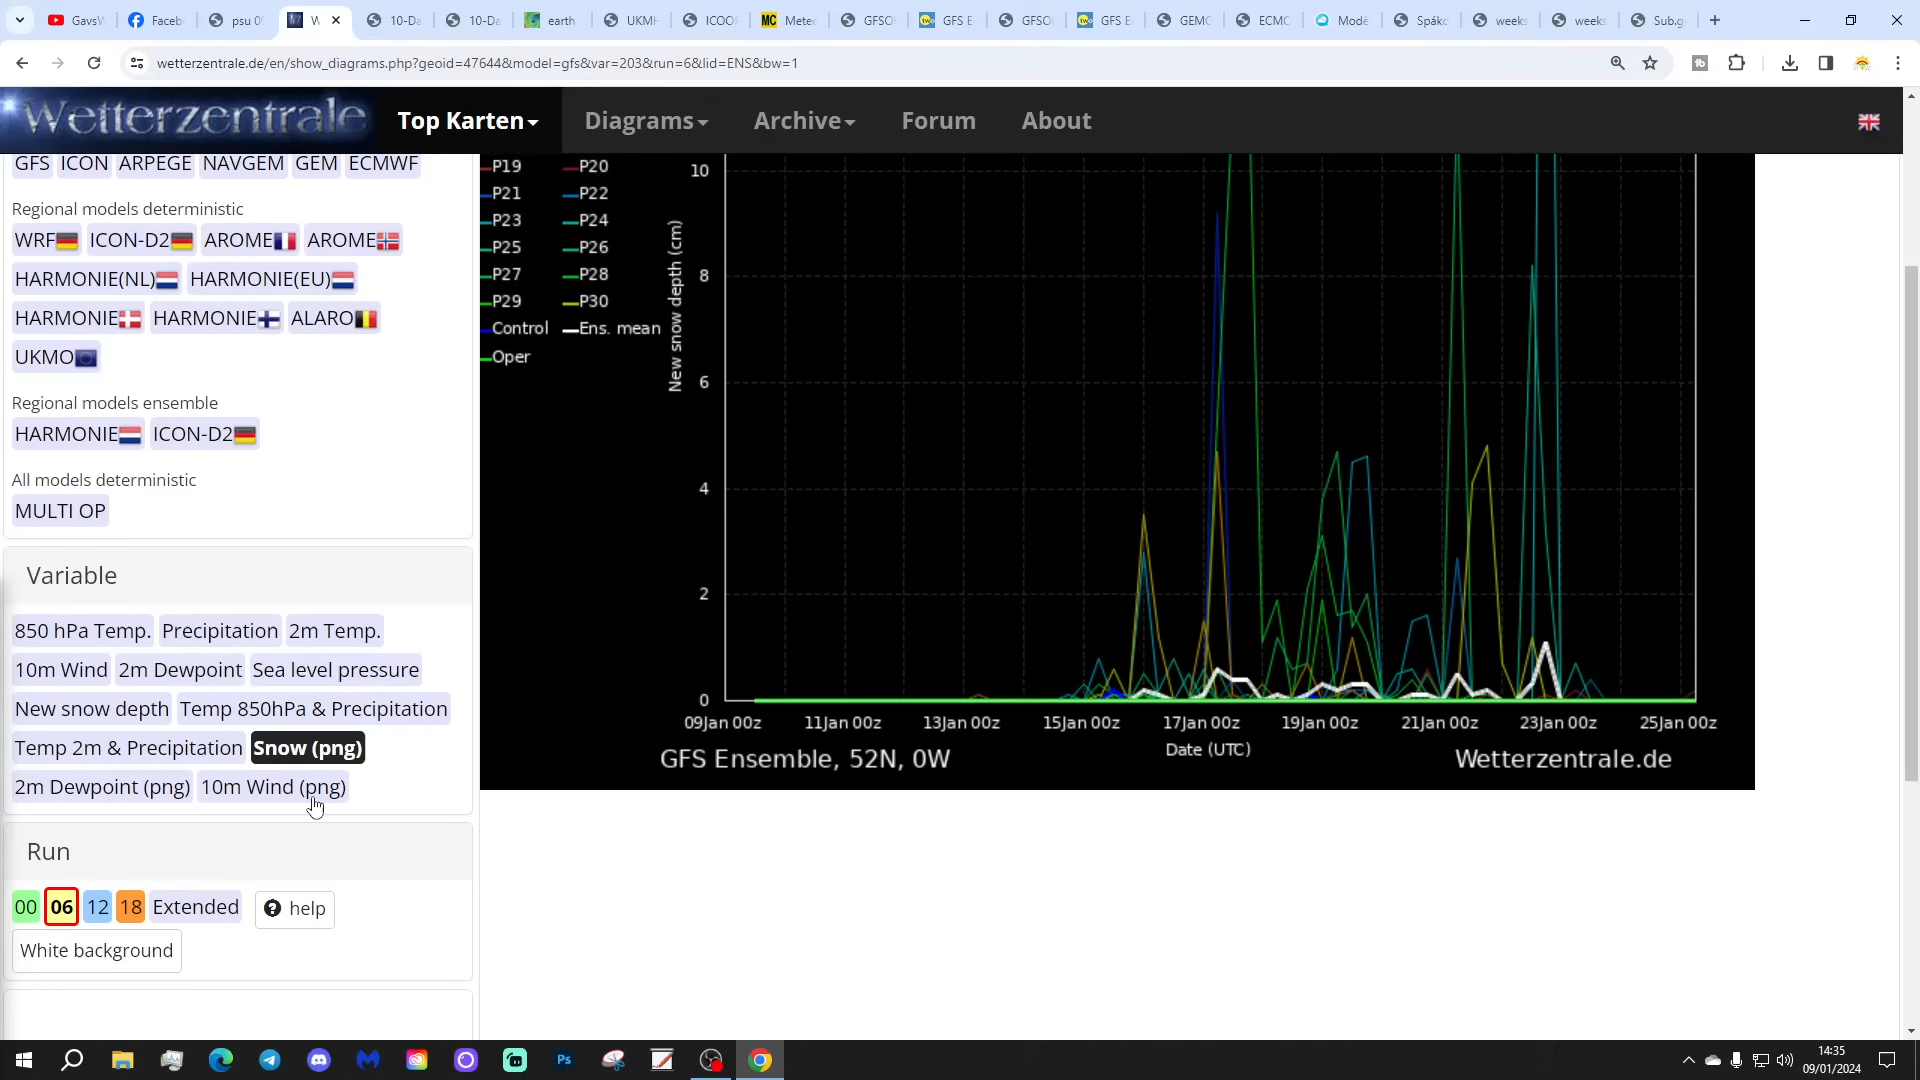 GavsW
Faceb
psu 0
W
10-Da
10-Da
earth
UKMH
ICOO
MC Metec
GFSO
GFS E
GFSO
GFS E
GEMC
ECMC
Modè
Spáko
weeks
weeks
Sub.g
wetterzentrale.de/en/show_diagrams.php?geoid=47644&model=gfs&var=203&run=6&lid=ENS&bw=1
Wetterzentrale Top Karten Diagrams Archive Forum About
GFS ICON ARPEGE NAVGEM GEM ECMWF
Regional models deterministic
WRF ICON-D2 AROME AROME
HARMONIE(NL) HARMONIE(EU)
HARMONIE HARMONIE ALARO
UKMO
Regional models ensemble
HARMONIE ICON-D2
All models deterministic
MULTI OP
Variable
850 hPa Temp. Precipitation 2m Temp.
10m Wind 2m Dewpoint Sea level pressure
New snow depth Temp 850hPa & Precipitation
Temp 2m & Precipitation Snow (png)
2m Dewpoint (png) 10m Wind (png)
Run
00 06 12 18 Extended help
White background
P19 P20
P21 P22
P23 P24
P25 P26
P27 P28
P29 P30
Control Ens. mean
Oper
New snow depth (cm)
10
8
6
4
2
0
09Jan 00z 11Jan 00z 13Jan 00z 15Jan 00z 17Jan 00z 19Jan 00z 21Jan 00z 23Jan 00z 25Jan 00z
Date (UTC)
GFS Ensemble, 52N, 0W Wetterzentrale.de
Ps
14:35
09/01/2024